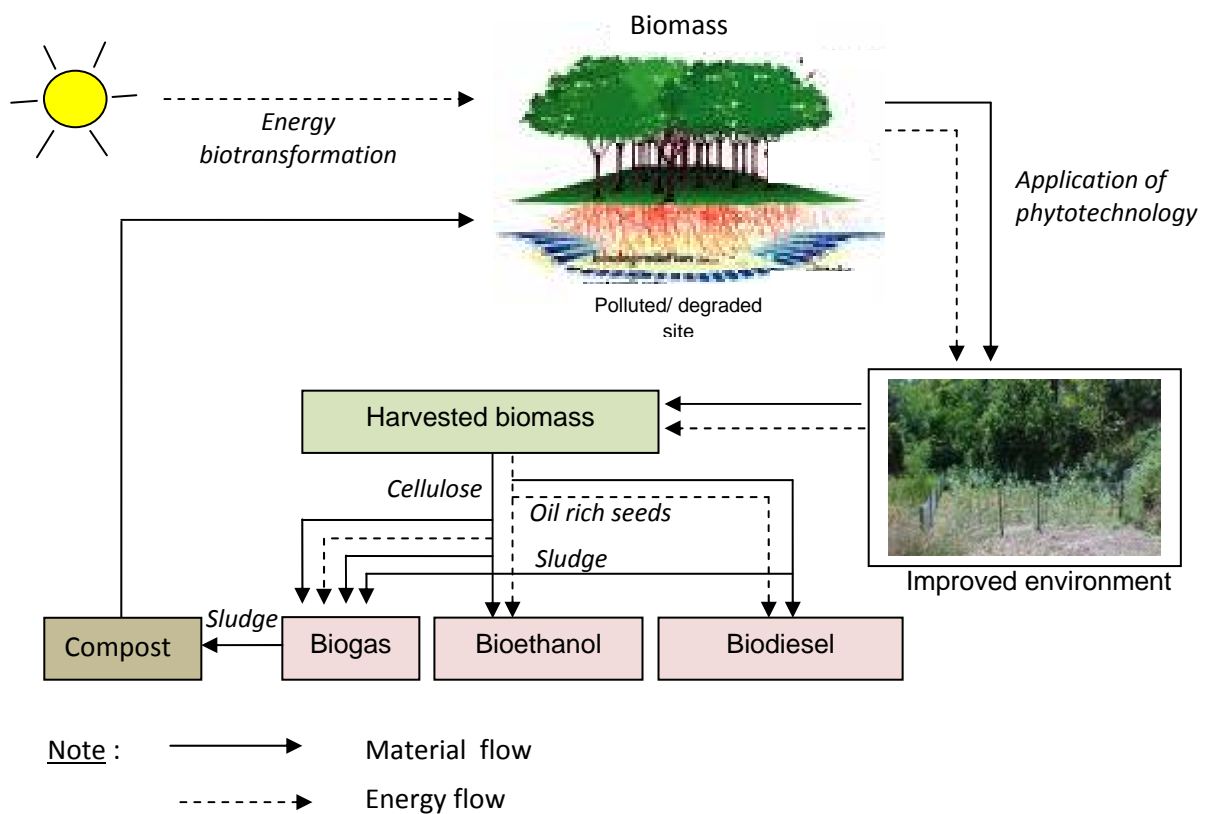 Biomass
Energy
biotransformation
Application of
phytotechnology
biodegradation
Polluted/ degraded
site
Harvested biomass
Cellulose
Oil rich seeds
Sludge
Improved environment
Sludge
Compost
Biogas
Bioethanol
Biodiesel
Note :
Material flow
Energy flow